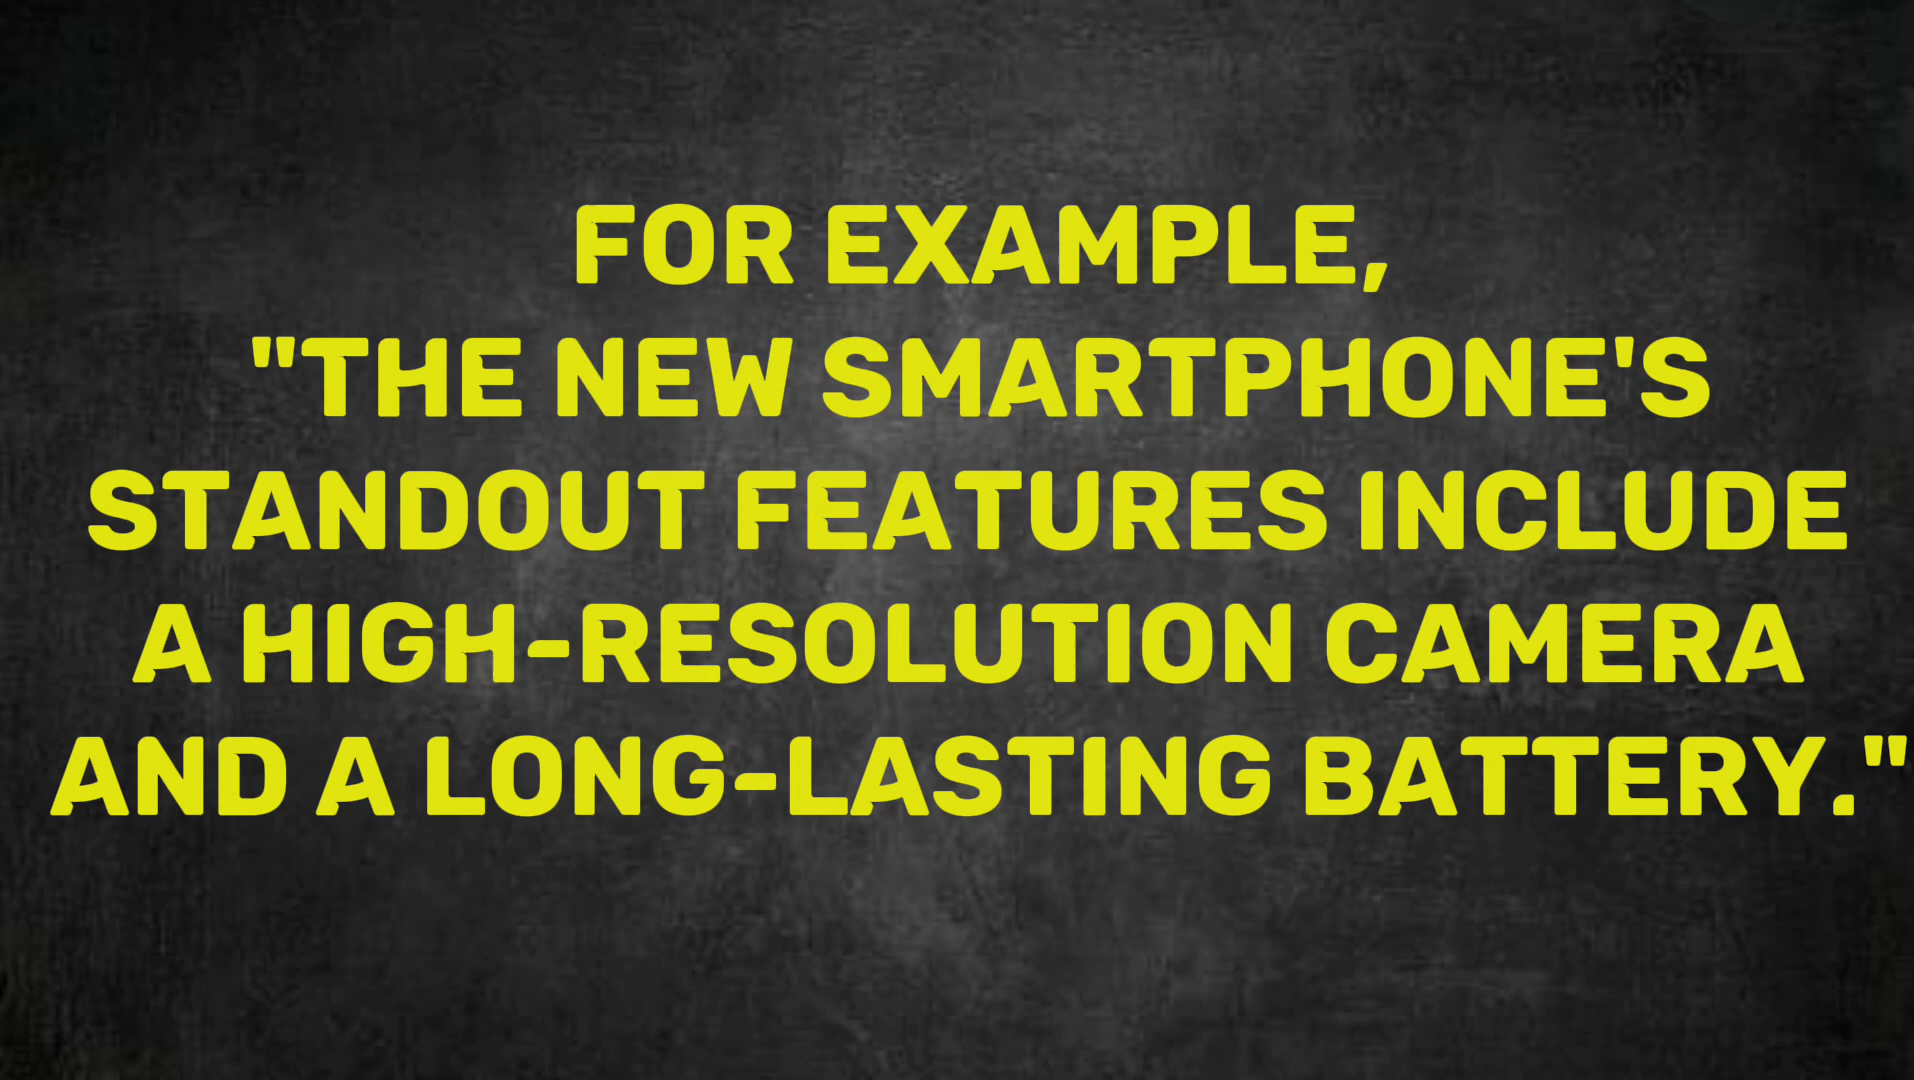 FOR EXAMPLE,
"THE NEW SMARTPHONE'S
STANDOUT FEATURES INCLUDE
A HIGH-RESOLUTION CAMERA
AND A LONG-LASTING BATTERY."